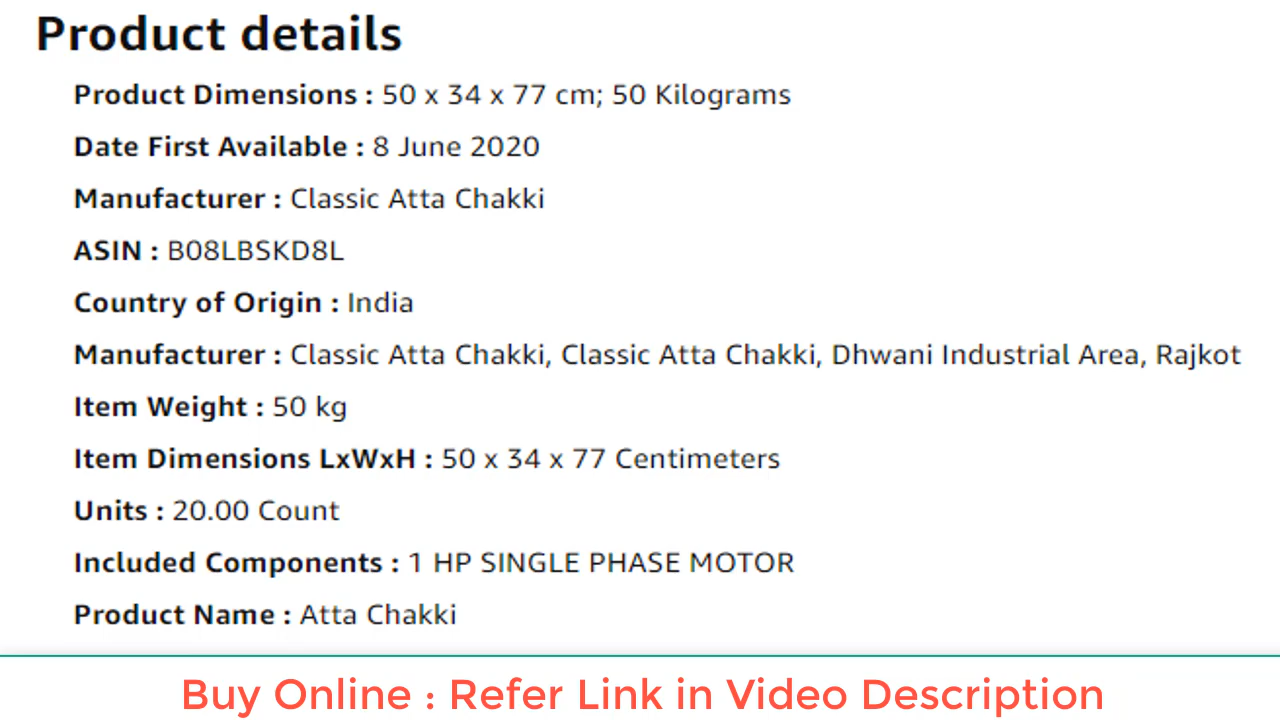 Product details
Product Dimensions : 50 x 34 x 77 cm; 50 Kilograms
Date First Available : 8 June 2020
Manufacturer : Classic Atta Chakki
ASIN : B08LBSKD8L
Country of Origin : India
Manufacturer : Classic Atta Chakki, Classic Atta Chakki, Dhwani Industrial Area, Rajkot
Item Weight : 50 kg
Item Dimensions LxWxH : 50 x 34 x 77 Centimeters
Units : 20.00 Count
Included Components : 1 HP SINGLE PHASE MOTOR
Product Name : Atta Chakki
Buy Online : Refer Link in Video Description